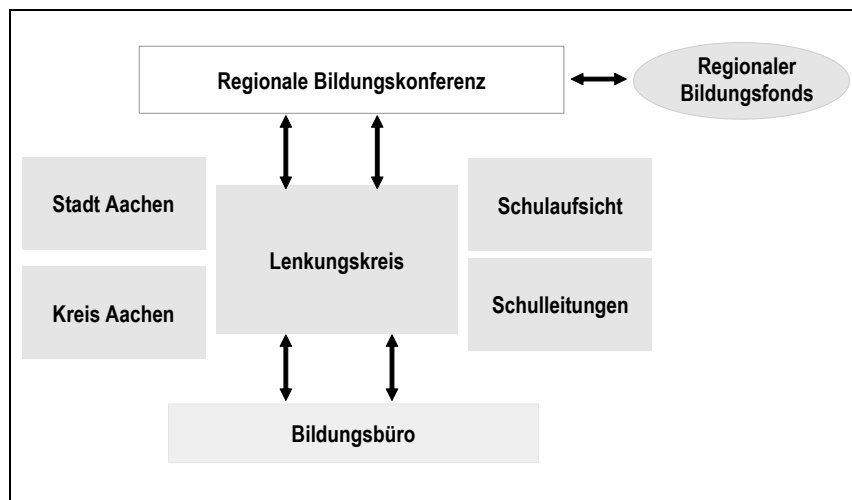 Regionale Bildungskonferenz
Regionaler
Bildungsfonds
Stadt Aachen
Kreis Aachen
Lenkungskreis
Schulaufsicht
Schulleitungen
Bildungsbüro